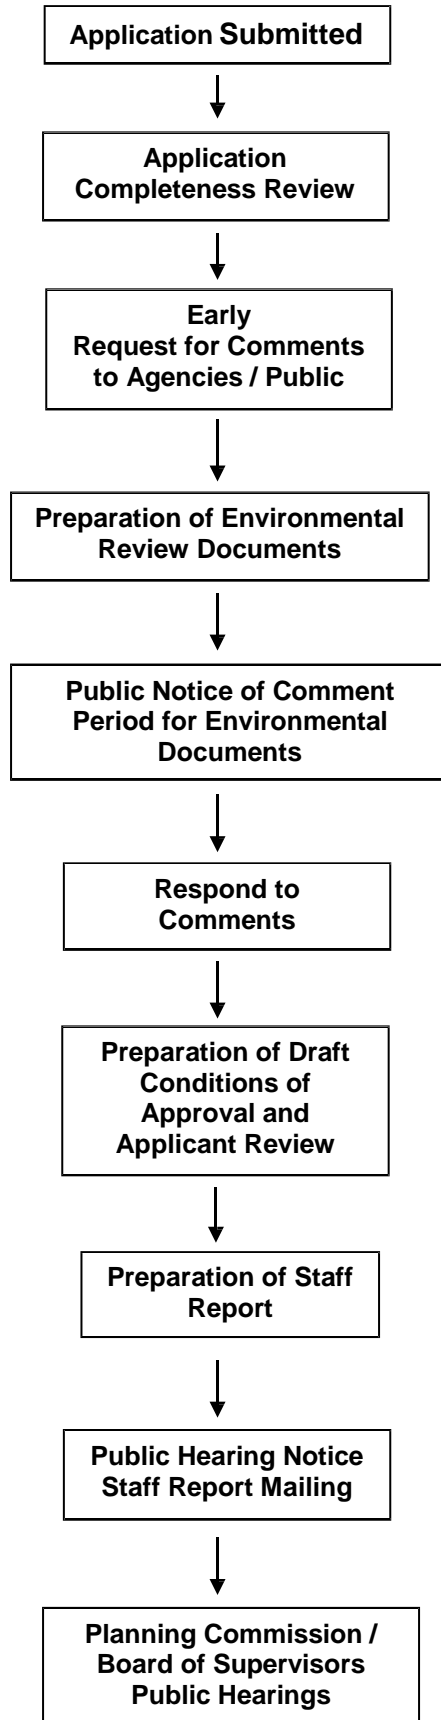 Application Submitted
Application
Completeness Review
Early
Request for Comments
to Agencies / Public
Preparation of Environmental
Review Documents
Public Notice of Comment
Period for Environmental
Documents
Respond to
Comments
Preparation of Draft
Conditions of
Approval and
Applicant Review
Preparation of Staff
Report
Public Hearing Notice
Staff Report Mailing
Planning Commission /
Board of Supervisors
Public Hearings